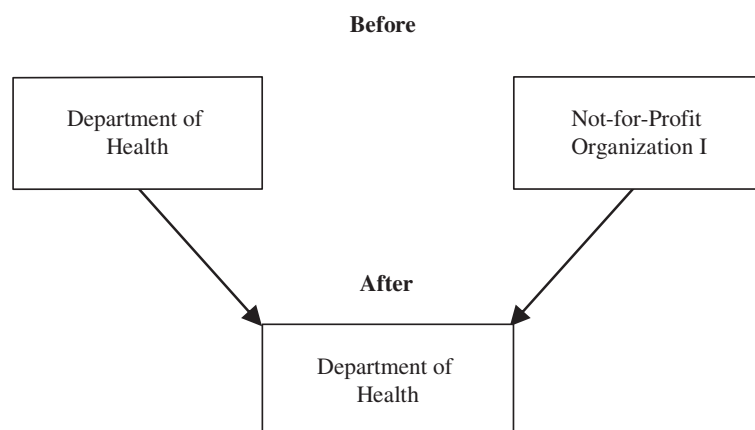 Before
Department of
Health
Not-for-Profit
Organization I
After
Department of
Health